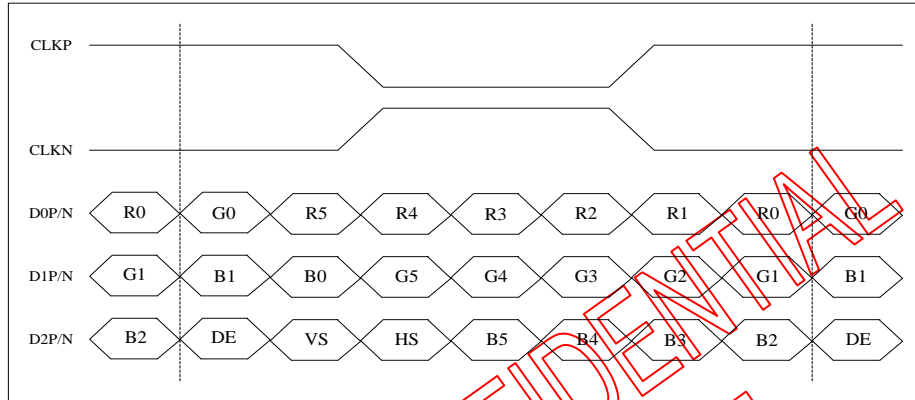 CLKP
CLKN
D0P/N R0 G0 R5 R4 R3 R2 R1 R0 G0
D1P/N G1 B1 B0 G5 G4 G3 G2 G1 B1
D2P/N B2 DE VS HS B5 B4 B3 B2 DE
TIDENTIAL